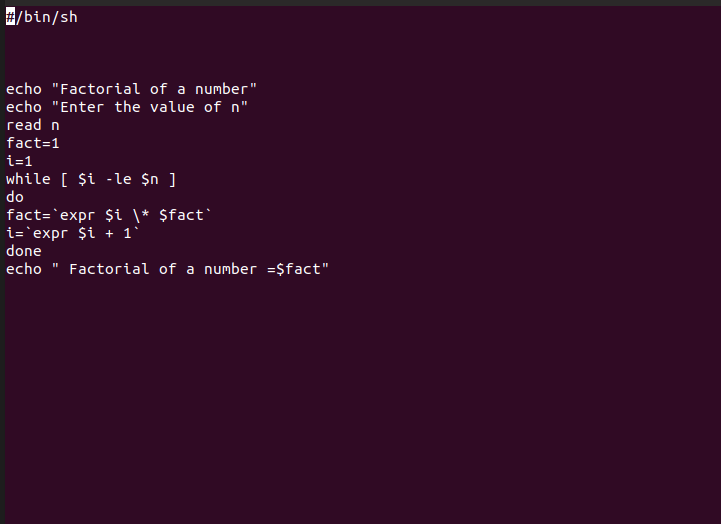 #/bin/sh
echo "Factorial of a number"
echo "Enter the value of n"
read n
fact=1
i=1
while [ $i -le $n ]
do
fact=`expr $i \* $fact`
i=`expr $i + 1`
done
echo " Factorial of a number =$fact"